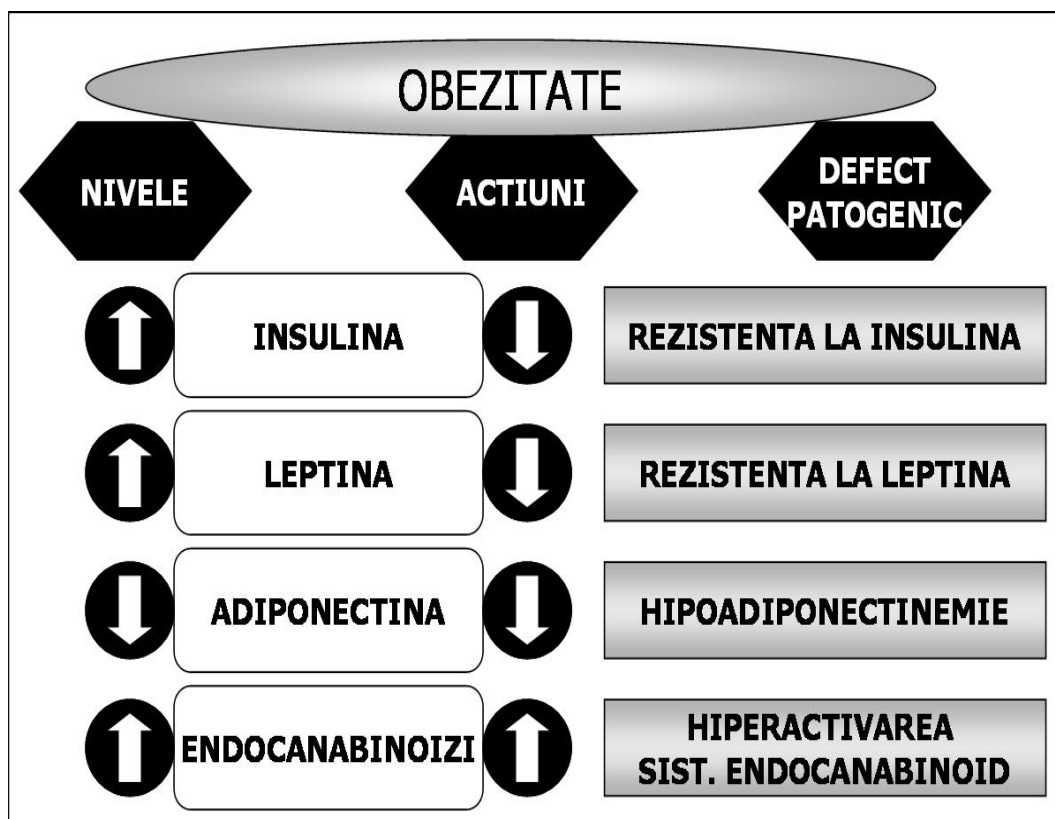 OBEZITATE
NIVELE
ACTIUNI
DEFECT
PATOGENIC
INSULINA
REZISTENTA LA INSULINA
LEPTINA
REZISTENTA LA LEPTINA
ADIPONECTINA
HIPOADIPONECTINEMIE
ENDOCANABINOIZI
HIPERACTIVAREA
SIST. ENDOCANABINOID